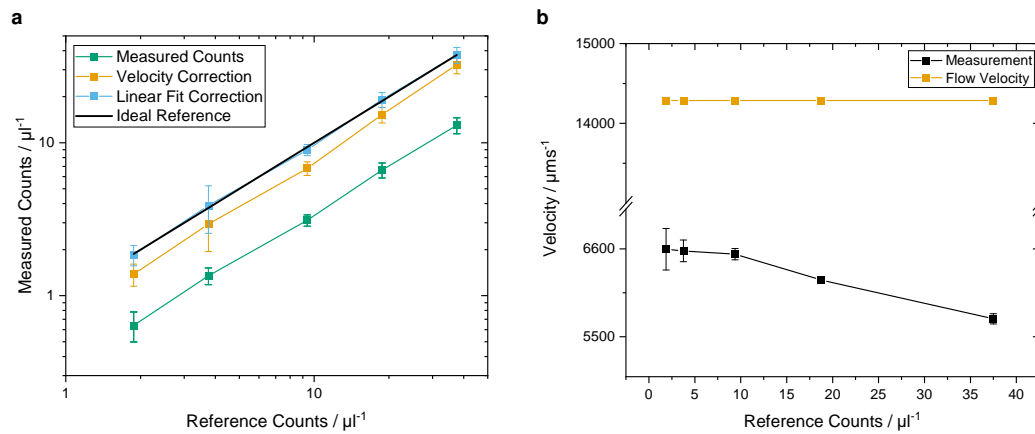 a
Measured Counts
Velocity Correction
Linear Fit Correction
Ideal Reference
10
1
Measured Counts / µl⁻¹
1
10
Reference Counts / µl⁻¹
b
Measurement
Flow Velocity
15000
14000
6600
5500
Velocity / µms⁻¹
0
5
10
15
20
25
30
35
40
Reference Counts / µl⁻¹